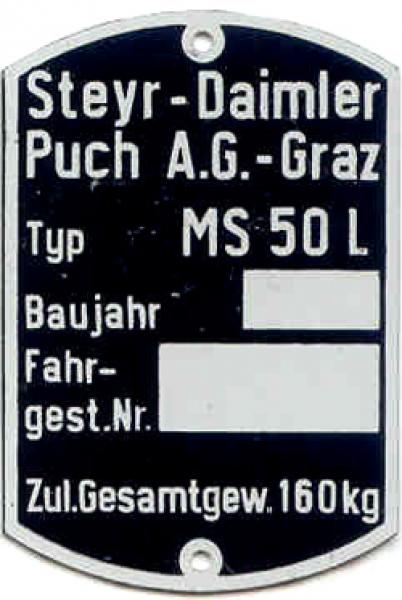 Steyr-Daimler
Puch A.G.-Graz
Typ MS 50 L
Baujahr
Fahr-
gest.Nr.
Zul.Gesamtgew. 160kg